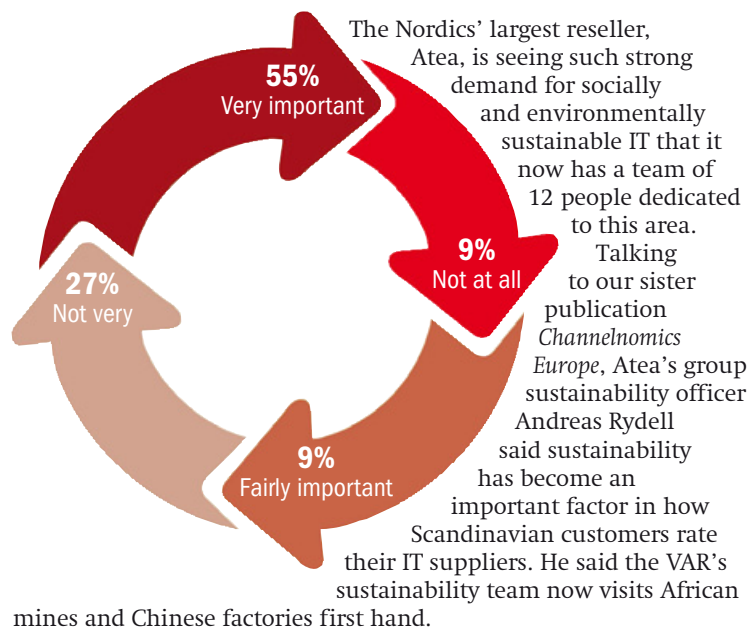 55%
Very important
9%
Not at all
27%
Not very
9%
Fairly important
The Nordics’ largest reseller,
Atea, is seeing such strong
demand for socially
and environmentally
sustainable IT that it
now has a team of
12 people dedicated
to this area.
Talking
to our sister
publication
Channelnomics
Europe, Atea’s group
sustainability officer
Andreas Rydell
said sustainability
has become an
important factor in how
Scandinavian customers rate
their IT suppliers. He said the VAR’s
sustainability team now visits African
mines and Chinese factories first hand.